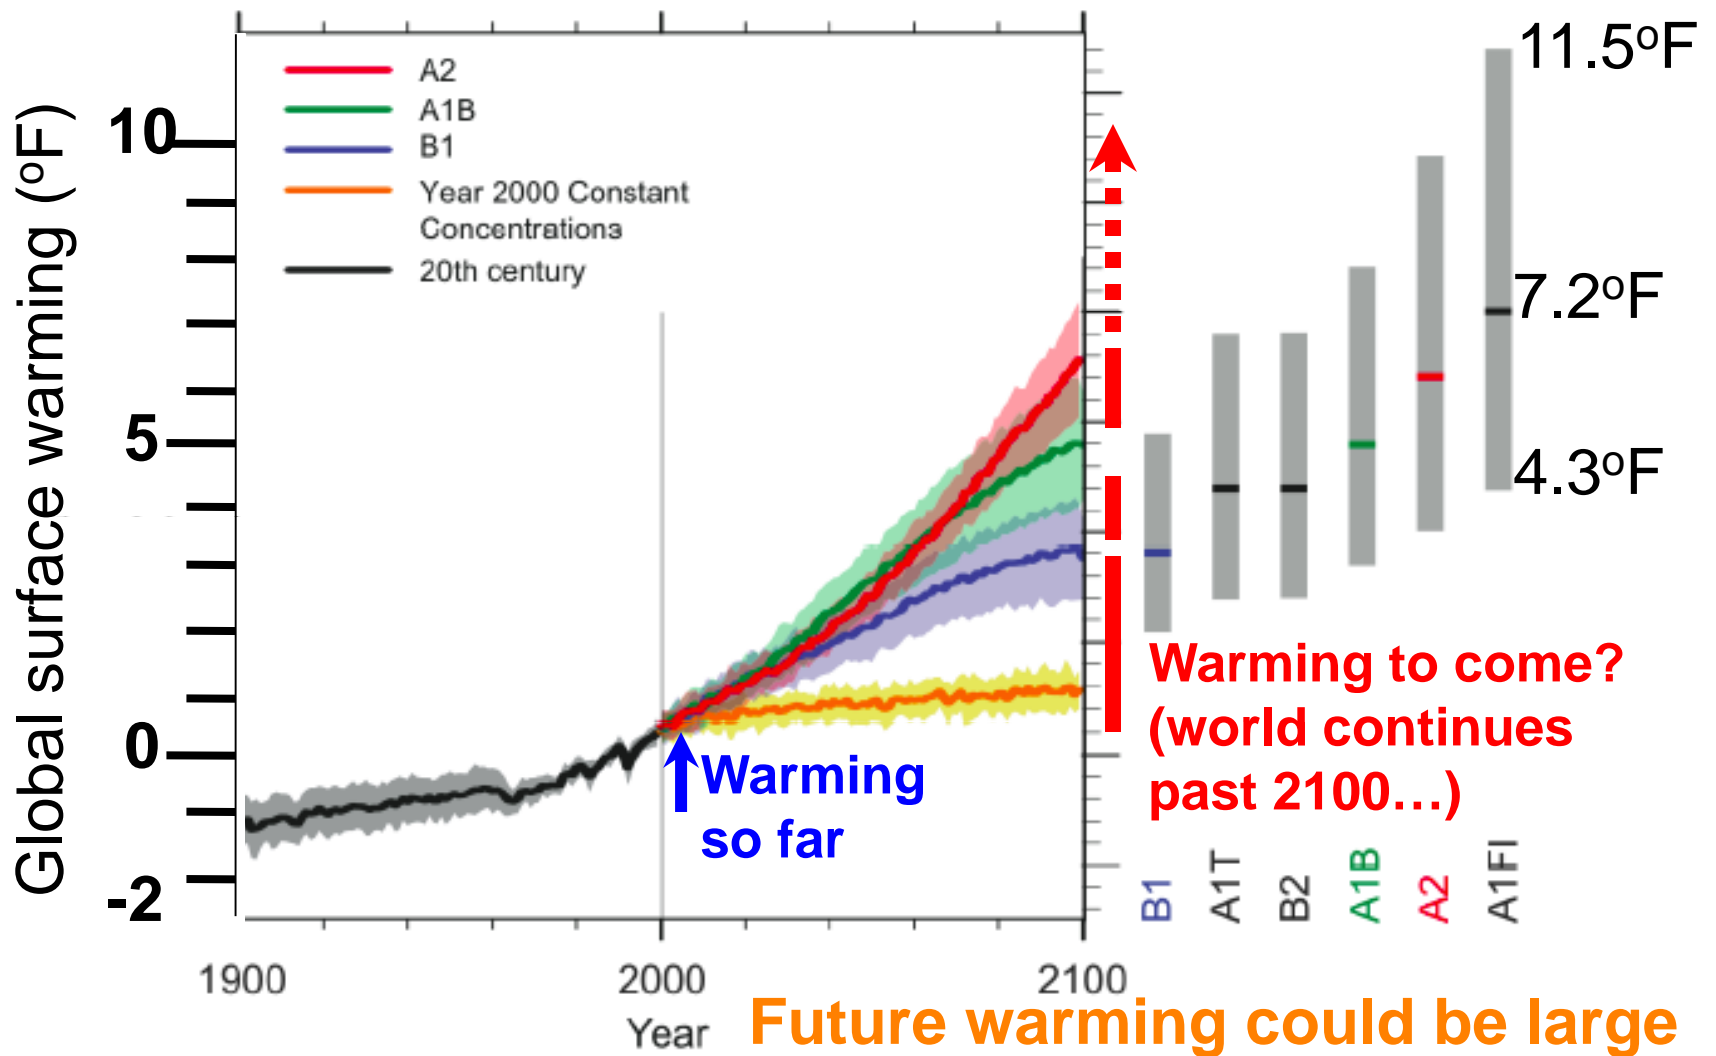 Global surface warming (ºF)
10
5
0
-2
A2
A1B
B1
Year 2000 Constant
Concentrations
20th century
Warming
so far
1900
2000
2100
Year
11.5ºF
7.2ºF
4.3ºF
Warming to come?
(world continues
past 2100…)
B1
A1T
B2
A1B
A2
A1FI
Future warming could be large